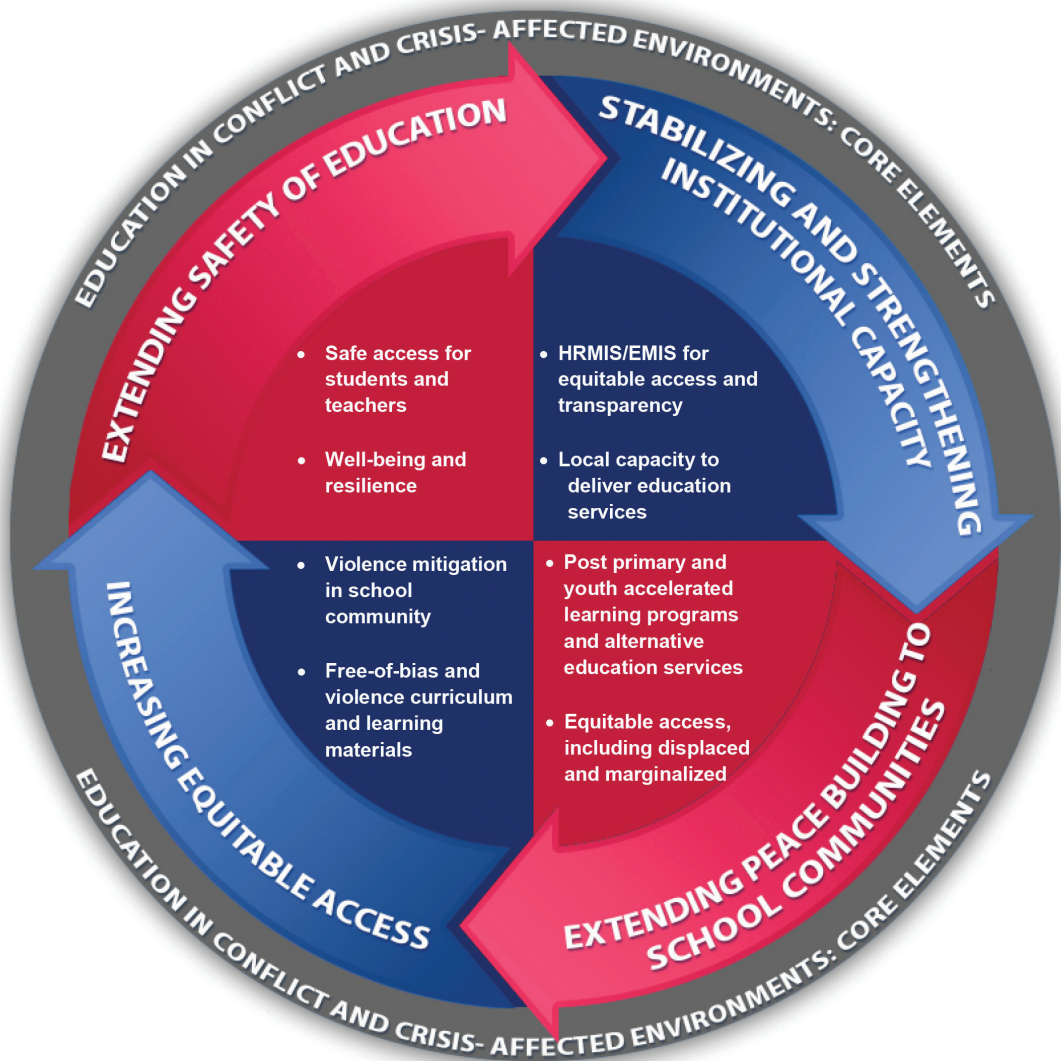 EDUCATION IN CONFLICT AND CRISIS- AFFECTED ENVIRONMENTS: CORE ELEMENTS
EXTENDING SAFETY OF EDUCATION
• Safe access for
students and
teachers
• Well-being and
resilience
STABILIZING AND STRENGTHENING
INSTITUTIONAL CAPACITY
• HRMIS/EMIS for
equitable access and
transparency
• Local capacity to
deliver education
services
EXTENDING PEACE BUILDING TO
SCHOOL COMMUNITIES
• Post primary and
youth accelerated
learning programs
and alternative
education services
• Equitable access,
including displaced
and marginalized
INCREASING EQUITABLE ACCESS
• Violence mitigation
in school
community
• Free-of-bias and
violence curriculum
and learning
materials
EDUCATION IN CONFLICT AND CRISIS- AFFECTED ENVIRONMENTS: CORE ELEMENTS